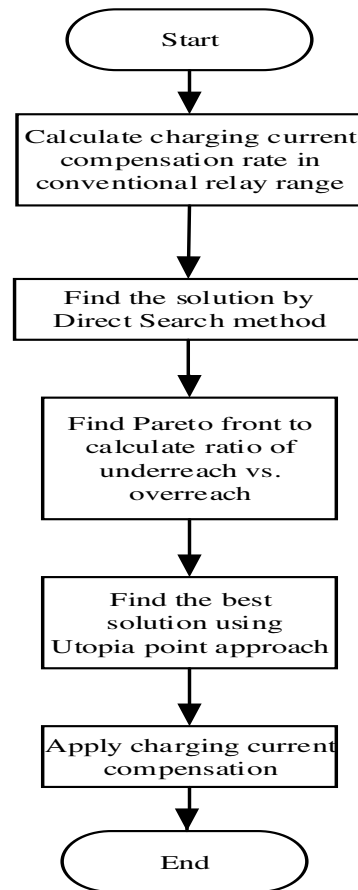 Start
Calculate charging current
compensation rate in
conventional relay range
Find the solution by
Direct Search method
Find Pareto front to
calculate ratio of
underreach vs.
overreach
Find the best
solution using
Utopia point approach
Apply charging current
compensation
End